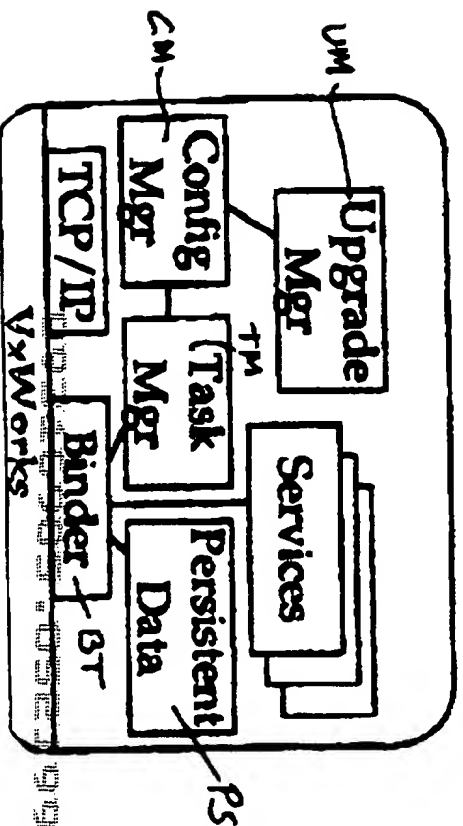 UM
Upgrade
Mgr
CM
Config
Mgr
TM
Task
Mgr
Services
Persistent
Data
PS
TCP/IP
Binder
BT
VxWorks